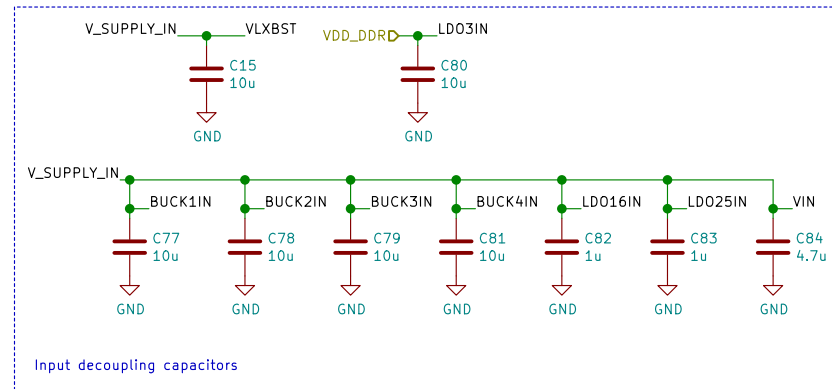 V_SUPPLY_IN VLXBST VDD_DDR LDO3IN
C15 C80
10u 10u
GND GND
V_SUPPLY_IN
BUCK1IN BUCK2IN BUCK3IN BUCK4IN LDO16IN LDO25IN VIN
C77 C78 C79 C81 C82 C83 C84
10u 10u 10u 10u 1u 1u 4.7u
GND GND GND GND GND GND GND
Input decoupling capacitors